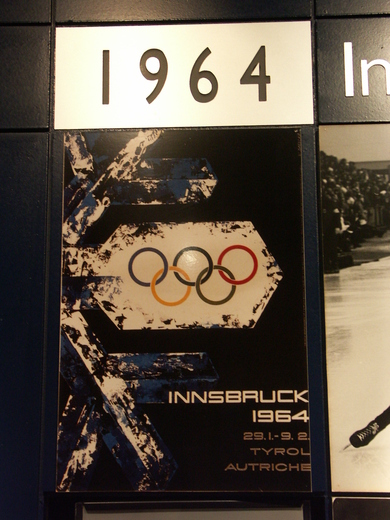 1964
In
INNSBRUCK
1964
29.1.-9.2.
TYROL
AUTRICHE